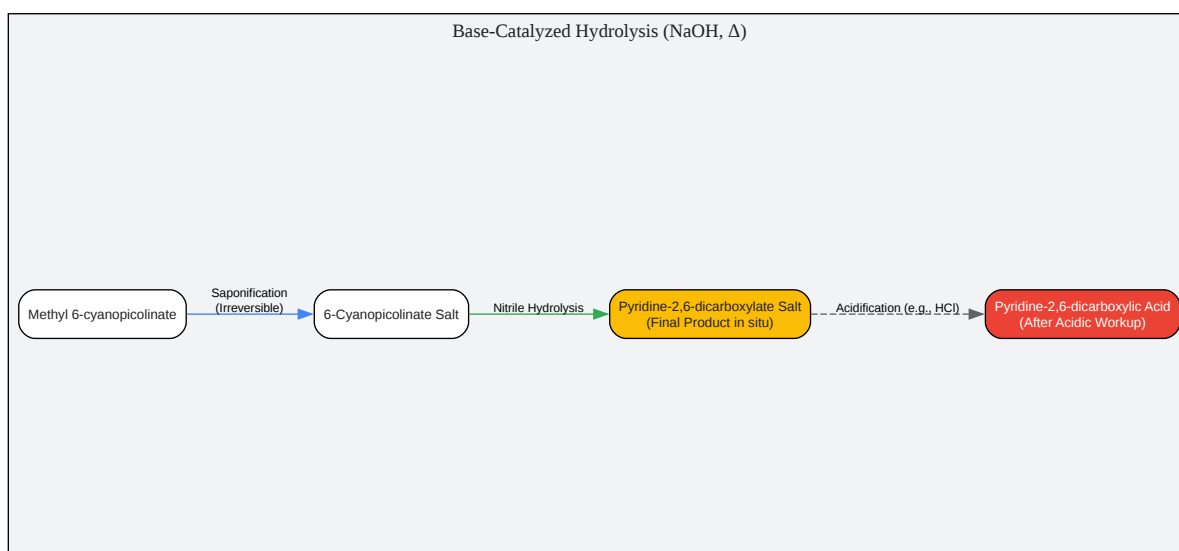 Base-Catalyzed Hydrolysis (NaOH, Δ)
Methyl 6-cyanopicolinate
Saponification
(Irreversible)
6-Cyanopicolinate Salt
Nitrile Hydrolysis
Pyridine-2,6-dicarboxylate Salt
(Final Product in situ)
Acidification (e.g., HCl)
Pyridine-2,6-dicarboxylic Acid
(After Acidic Workup)